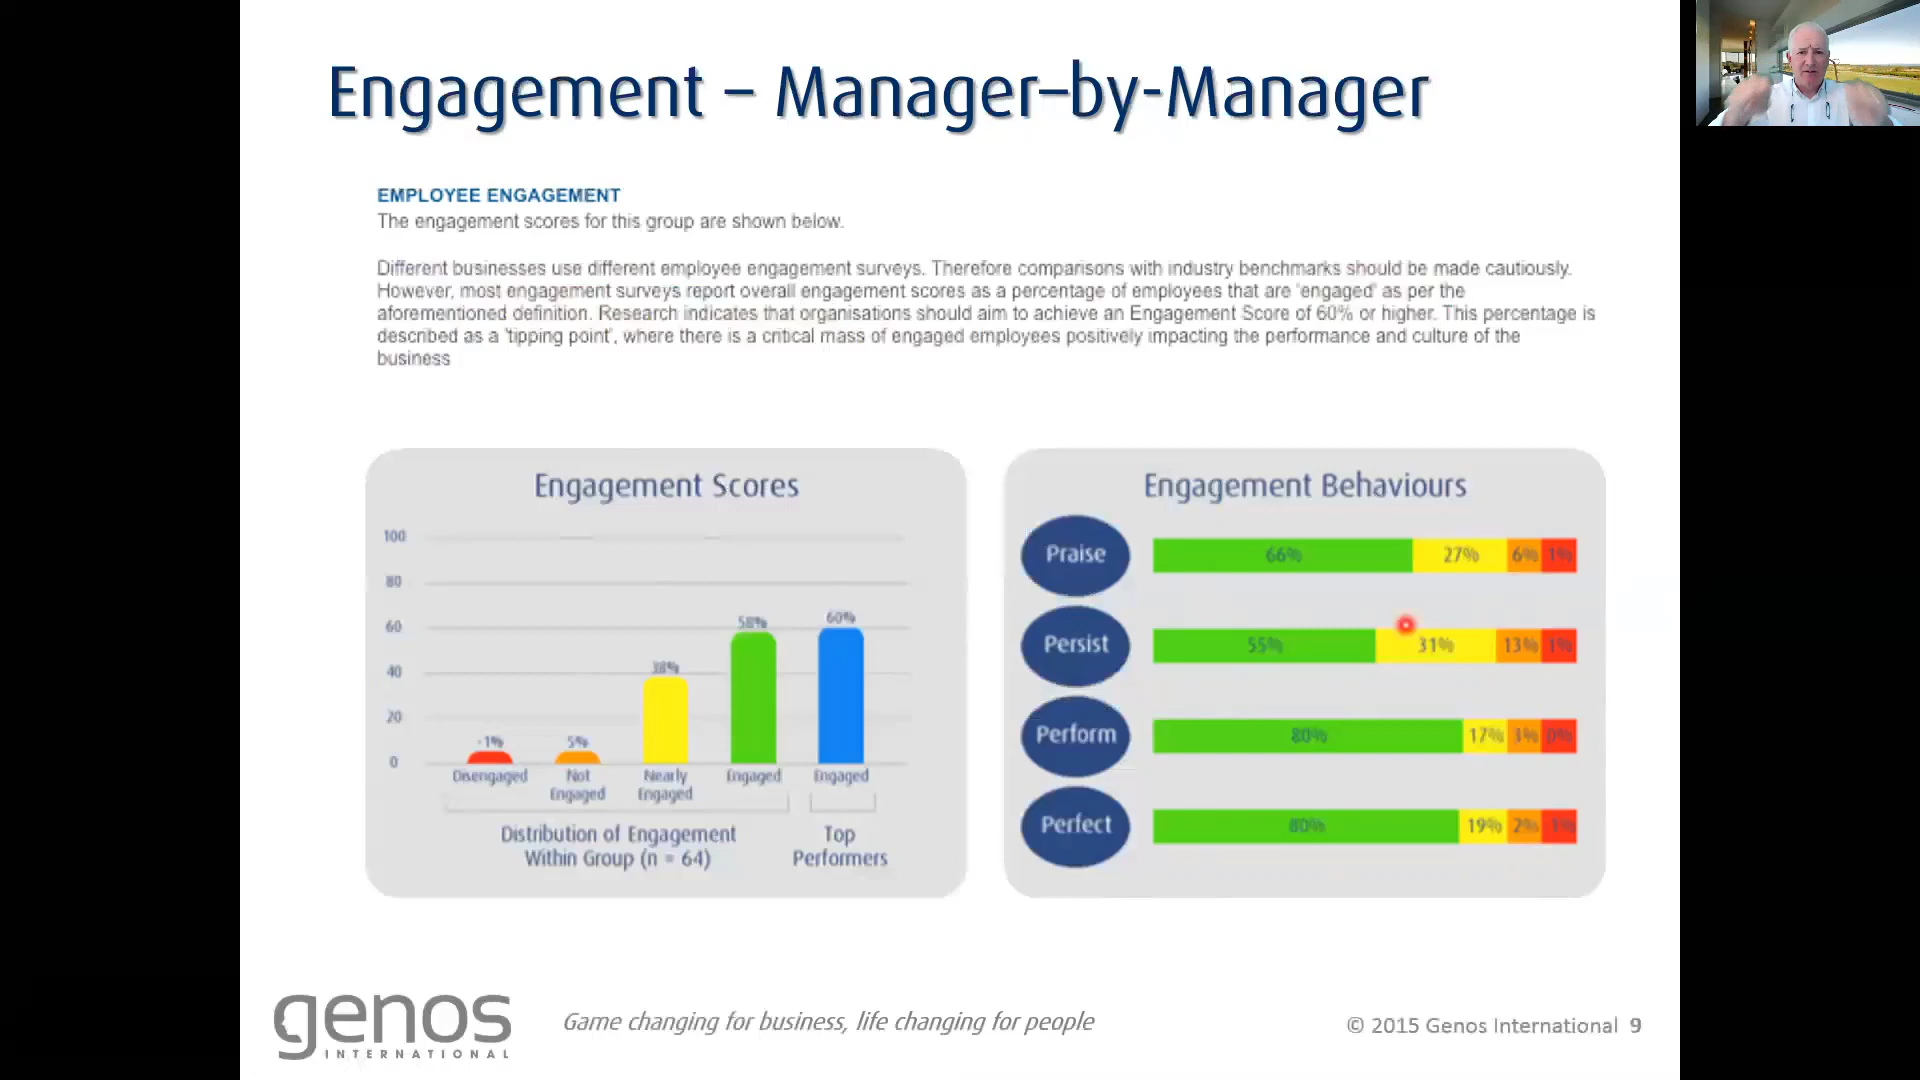 Engagement – Manager–by-Manager
EMPLOYEE ENGAGEMENT
The engagement scores for this group are shown below.
Different businesses use different employee engagement surveys. Therefore comparisons with industry benchmarks should be made cautiously.
However, most engagement surveys report overall engagement scores as a percentage of employees that are 'engaged' as per the
aforementioned definition. Research indicates that organisations should aim to achieve an Engagement Score of 60% or higher. This percentage is
described as a 'tipping point', where there is a critical mass of engaged employees positively impacting the performance and culture of the
business
Engagement Scores
100
80
60
40
20
0
-1%
5%
38%
58%
60%
Disengaged
Not
Engaged
Nearly
Engaged
Engaged
Engaged
Distribution of Engagement
Within Group (n = 64)
Top
Performers
Engagement Behaviours
Praise 66% 27% 6% 1%
Persist 55% 31% 13% 1%
Perform 80% 17% 3% 0%
Perfect 80% 19% 2% 1%
genos
INTERNATIONAL
Game changing for business, life changing for people
© 2015 Genos International 9